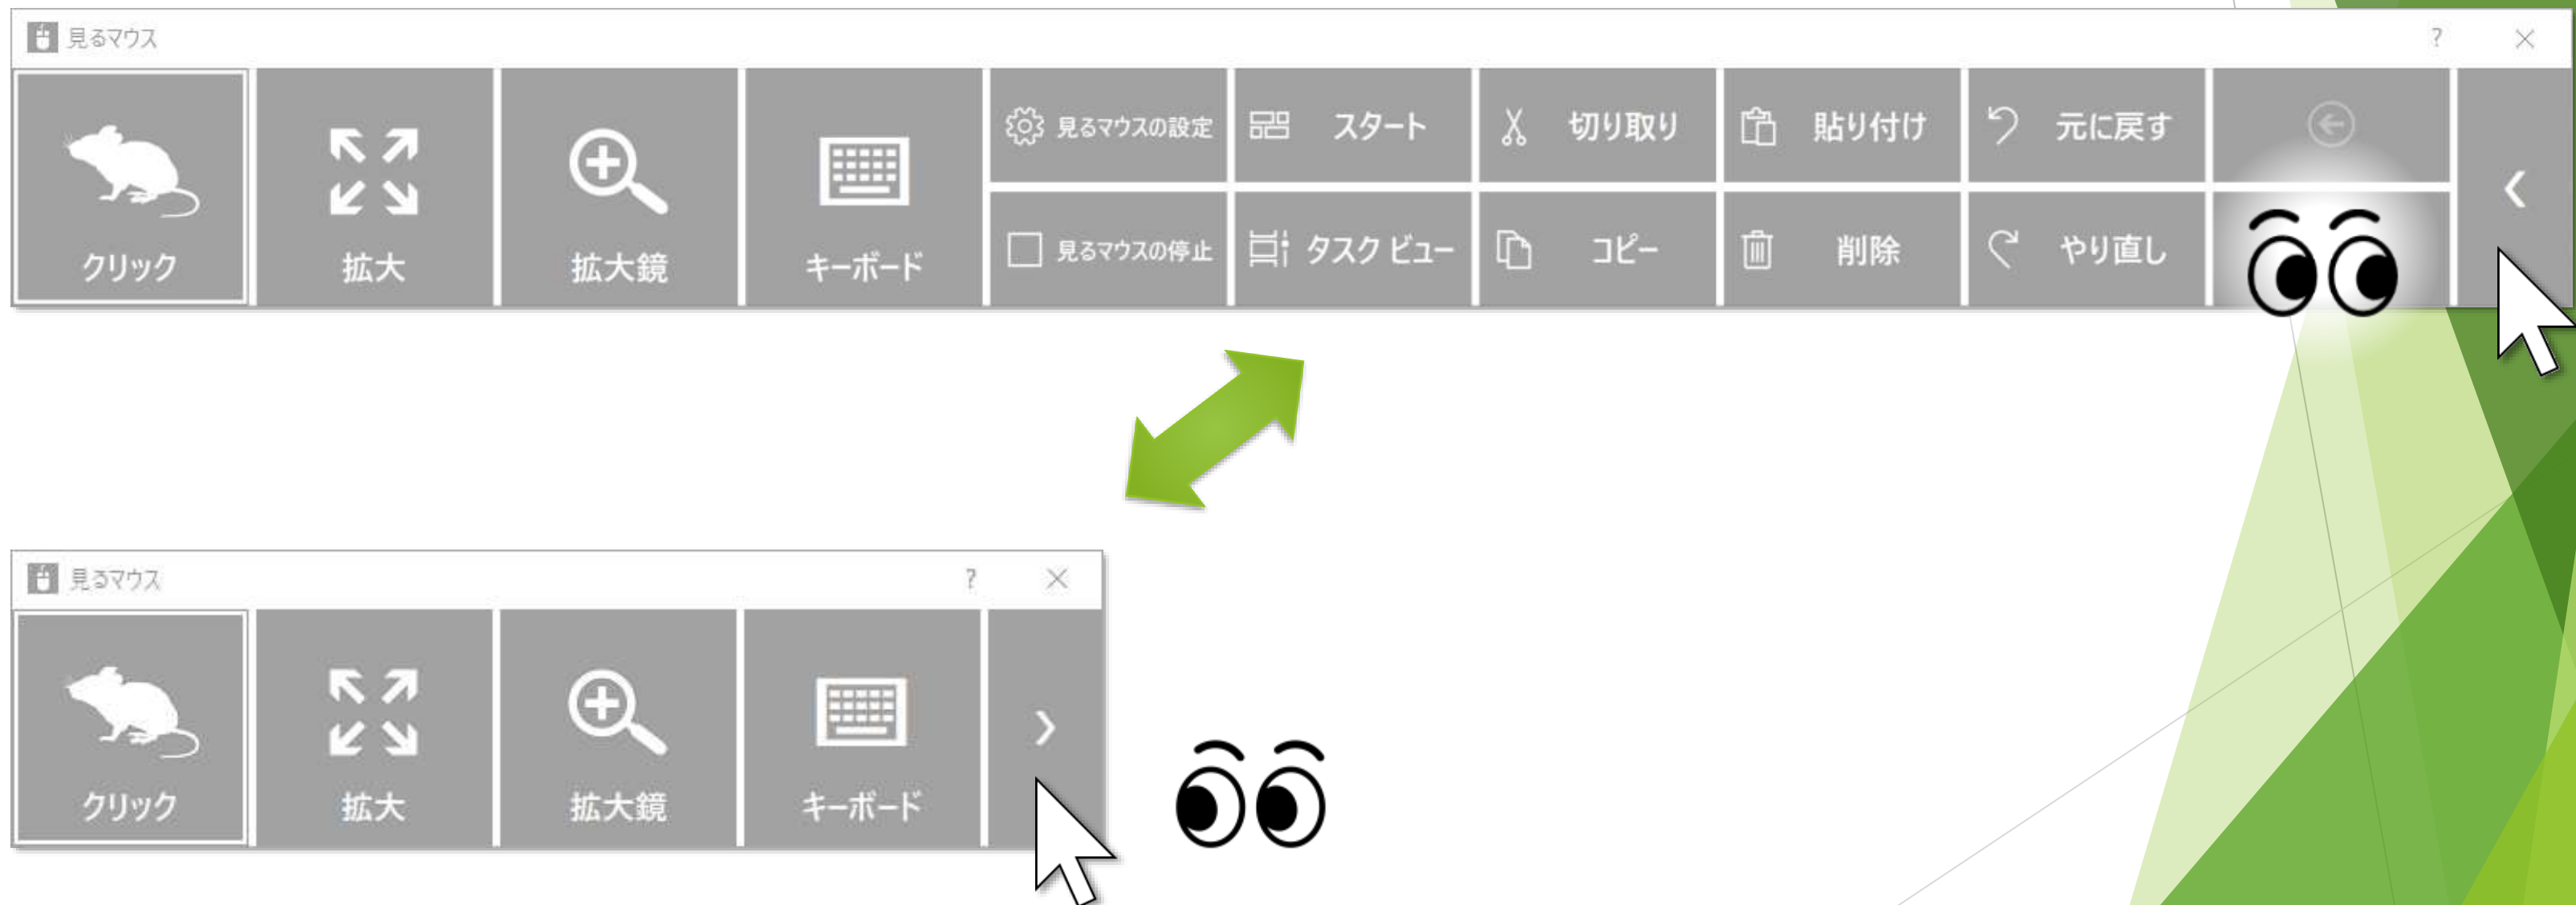 見るマウス
?
クリック
拡大
拡大鏡
キーボード
見るマウスの設定
スタート
切り取り
貼り付け
元に戻す
見るマウスの停止
タスク ビュー
コピー
削除
やり直し
見るマウス
?
クリック
拡大
拡大鏡
キーボード